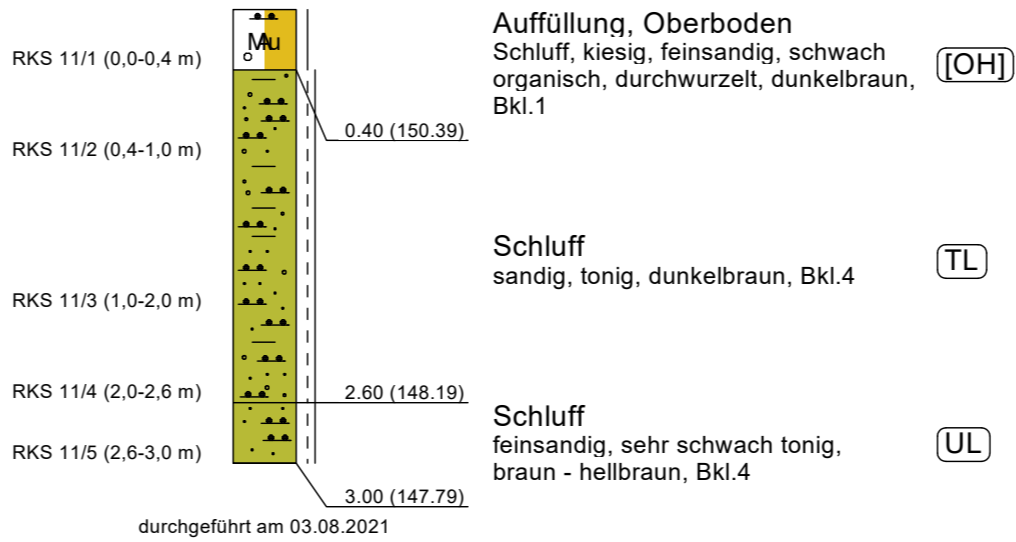 Auffüllung, Oberboden
Schluff, kiesig, feinsandig, schwach
organisch, durchwurzelt, dunkelbraun,
Bkl.1
[OH]
Mu
A
RKS 11/1 (0,0-0,4 m)
0.40 (150.39)
RKS 11/2 (0,4-1,0 m)
Schluff
sandig, tonig, dunkelbraun, Bkl.4
TL
RKS 11/3 (1,0-2,0 m)
RKS 11/4 (2,0-2,6 m)
2.60 (148.19)
Schluff
feinsandig, sehr schwach tonig,
braun - hellbraun, Bkl.4
UL
RKS 11/5 (2,6-3,0 m)
3.00 (147.79)
durchgeführt am 03.08.2021